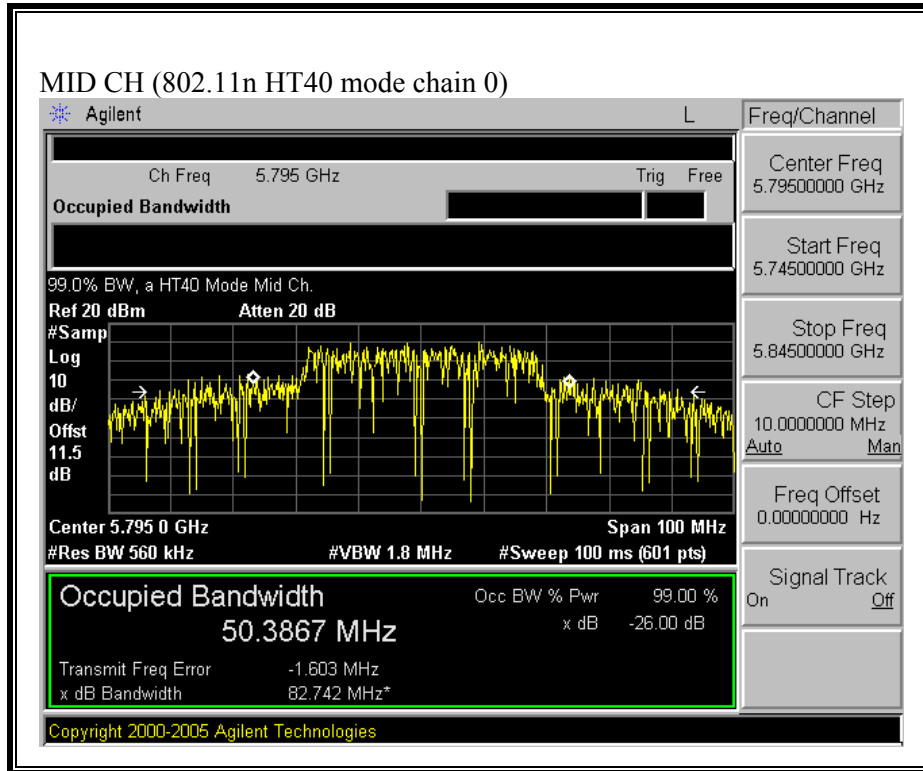 MID CH (802.11n HT40 mode chain 0)
Agilent L
Freq/Channel
Ch Freq 5.795 GHz Trig Free
Occupied Bandwidth
99.0% BW, a HT40 Mode Mid Ch.
Ref 20 dBm Atten 20 dB
#Samp
Log
10
dB/
Offst
11.5
dB
Center 5.795 0 GHz Span 100 MHz
#Res BW 560 kHz #VBW 1.8 MHz #Sweep 100 ms (601 pts)
Occupied Bandwidth Occ BW % Pwr 99.00 %
50.3867 MHz x dB -26.00 dB
Transmit Freq Error -1.603 MHz
x dB Bandwidth 82.742 MHz*
Copyright 2000-2005 Agilent Technologies
Center Freq
5.79500000 GHz
Start Freq
5.74500000 GHz
Stop Freq
5.84500000 GHz
CF Step
10.0000000 MHz
Auto Man
Freq Offset
0.00000000 Hz
Signal Track
On Off